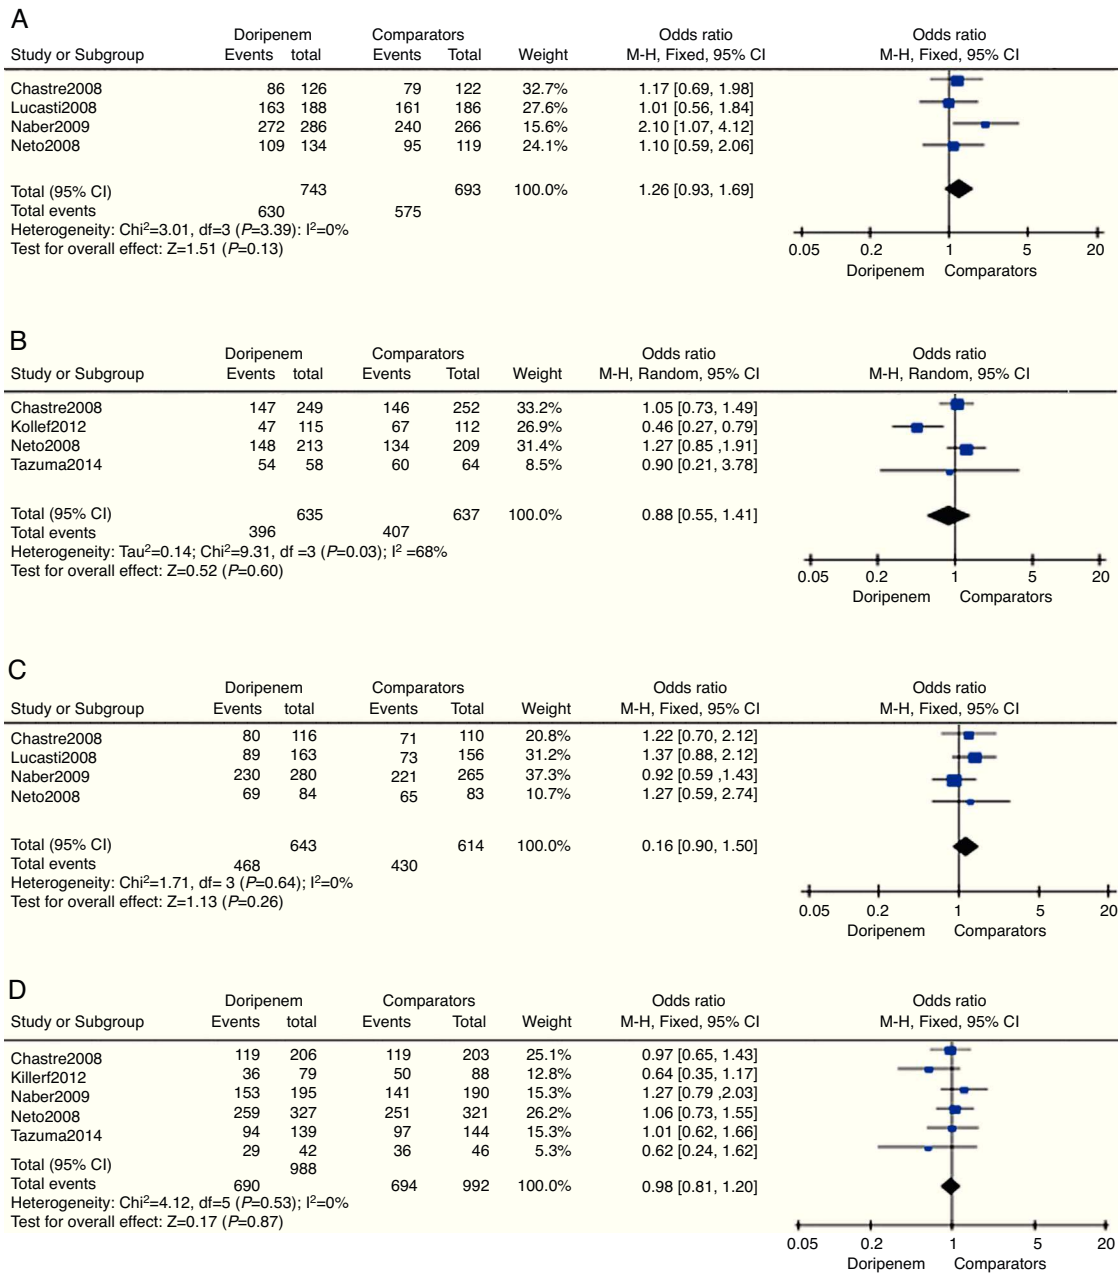 A
Doripenem Comparators Odds ratio Odds ratio
Study or Subgroup Events total Events Total Weight M-H, Fixed, 95% CI M-H, Fixed, 95% CI
Chastre2008 86 126 79 122 32.7% 1.17 [0.69, 1.98]
Lucasti2008 163 188 161 186 27.6% 1.01 [0.56, 1.84]
Naber2009 272 286 240 266 15.6% 2.10 [1.07, 4.12]
Neto2008 109 134 95 119 24.1% 1.10 [0.59, 2.06]
Total (95% CI) 743 693 100.0% 1.26 [0.93, 1.69]
Total events 630 575
Heterogeneity: Chi²=3.01, df=3 (P=3.39): I²=0%
Test for overall effect: Z=1.51 (P=0.13)
0.05 0.2 1 5 20
Doripenem Comparators
B
Doripenem Comparators Odds ratio Odds ratio
Study or Subgroup Events total Events Total Weight M-H, Random, 95% CI M-H, Random, 95% CI
Chastre2008 147 249 146 252 33.2% 1.05 [0.73, 1.49]
Kollef2012 47 115 67 112 26.9% 0.46 [0.27, 0.79]
Neto2008 148 213 134 209 31.4% 1.27 [0.85 ,1.91]
Tazuma2014 54 58 60 64 8.5% 0.90 [0.21, 3.78]
Total (95% CI) 635 637 100.0% 0.88 [0.55, 1.41]
Total events 396 407
Heterogeneity: Tau²=0.14; Chi²=9.31, df =3 (P=0.03); I² =68%
Test for overall effect: Z=0.52 (P=0.60)
0.05 0.2 1 5 20
Doripenem Comparators
C
Doripenem Comparators Odds ratio Odds ratio
Study or Subgroup Events total Events Total Weight M-H, Fixed, 95% CI M-H, Fixed, 95% CI
Chastre2008 80 116 71 110 20.8% 1.22 [0.70, 2.12]
Lucasti2008 89 163 73 156 31.2% 1.37 [0.88, 2.12]
Naber2009 230 280 221 265 37.3% 0.92 [0.59 ,1.43]
Neto2008 69 84 65 83 10.7% 1.27 [0.59, 2.74]
Total (95% CI) 643 614 100.0% 0.16 [0.90, 1.50]
Total events 468 430
Heterogeneity: Chi²=1.71, df= 3 (P=0.64); I²=0%
Test for overall effect: Z=1.13 (P=0.26)
0.05 0.2 1 5 20
Doripenem Comparators
D
Doripenem Comparators Odds ratio Odds ratio
Study or Subgroup Events total Events Total Weight M-H, Fixed, 95% CI M-H, Fixed, 95% CI
Chastre2008 119 206 119 203 25.1% 0.97 [0.65, 1.43]
Killerf2012 36 79 50 88 12.8% 0.64 [0.35, 1.17]
Naber2009 153 195 141 190 15.3% 1.27 [0.79 ,2.03]
Neto2008 259 327 251 321 26.2% 1.06 [0.73, 1.55]
Tazuma2014 94 139 97 144 15.3% 1.01 [0.62, 1.66]
29 42 36 46 5.3% 0.62 [0.24, 1.62]
Total (95% CI) 988
Total events 690 694 992 100.0% 0.98 [0.81, 1.20]
Heterogeneity: Chi²=4.12, df=5 (P=0.53); I²=0%
Test for overall effect: Z=0.17 (P=0.87)
0.05 0.2 1 5 20
Doripenem Comparators